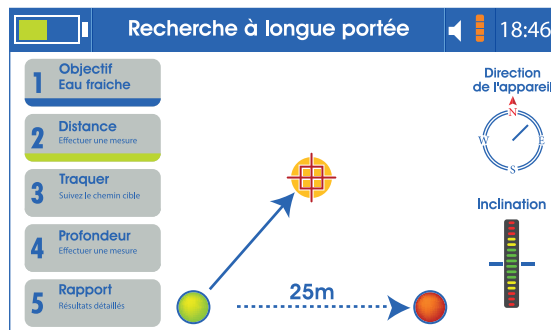 Recherche à longue portée
18:46
1
Objectif
Eau fraiche
2
Distance
Effectuer une mesure
3
Traquer
Suivez le chemin cible
4
Profondeur
Effectuer une mesure
5
Rapport
Résultats détaillés
25m
Direction
de l'appareil
N
W
E
S
Inclination